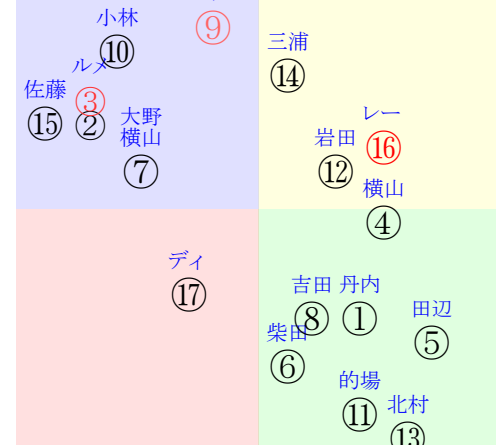 ⑨
小林
⑩
三浦
⑭
ルメ
③
佐藤
⑮
②
大野
横山
⑦
レー
⑯
岩田
⑫
横山
④
ディ
⑰
吉田
⑧
丹内
①
田辺
⑤
柴田
⑥
的場
⑪
北村
⑬